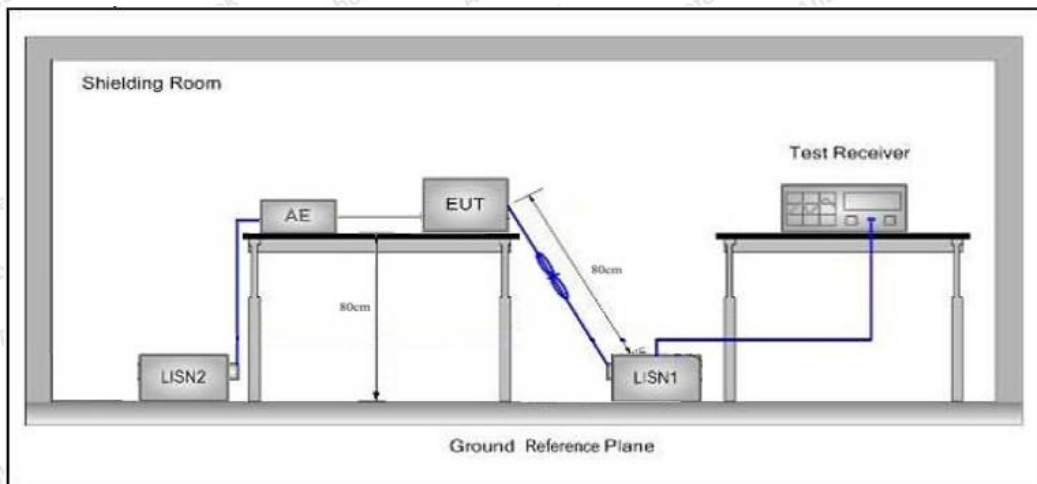 Shielding Room
Test Receiver
AE
EUT
80cm
80cm
LISN2
LISN1
Ground Reference Plane